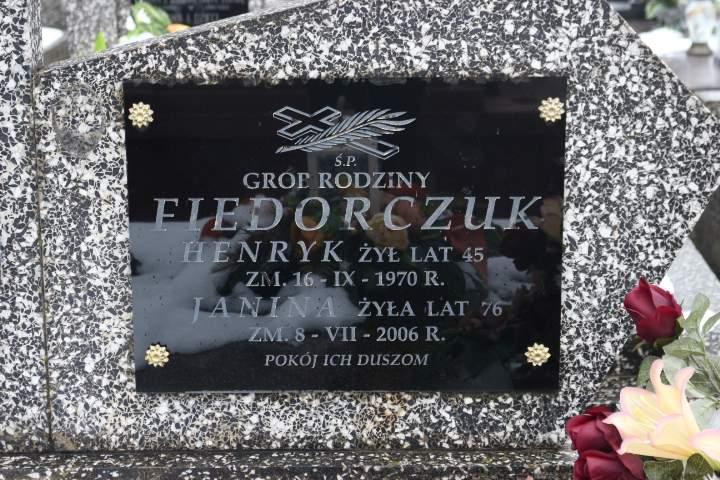 Ś.P.
GRÓB RODZINY
FIEDORCZUK
HENRYK ŻYŁ LAT 45
ZM. 16 - IX - 1970 R.
JANINA ŻYŁA LAT 76
ZM. 8 - VII - 2006 R.
POKÓJ ICH DUSZOM